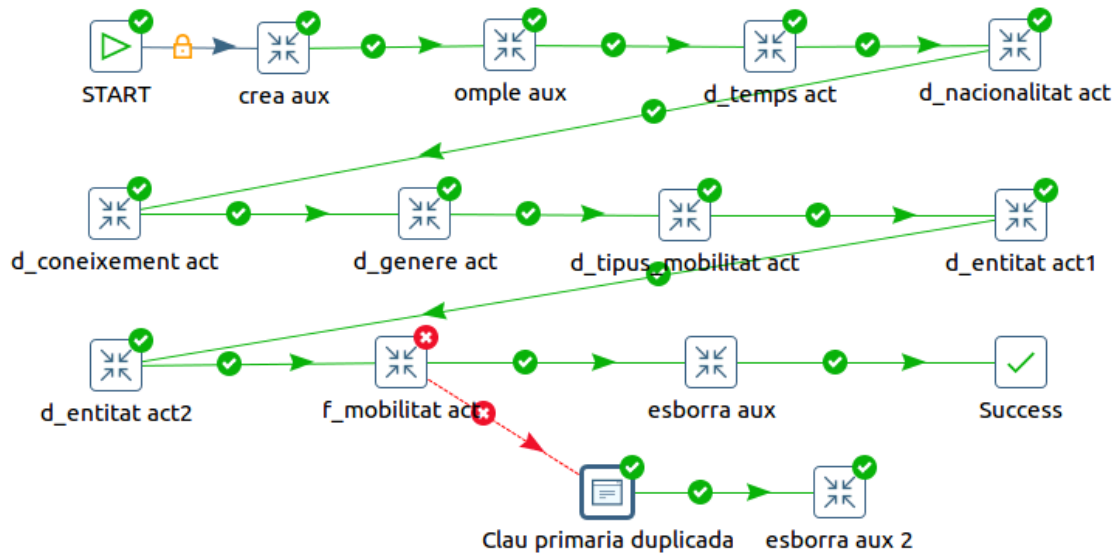 START
crea aux
omple aux
d_temps act
d_nacionalitat act
d_coneixement act
d_genere act
d_tipus_mobilitat act
d_entitat act1
d_entitat act2
f_mobilitat act
esborra aux
Success
Clau primaria duplicada
esborra aux 2